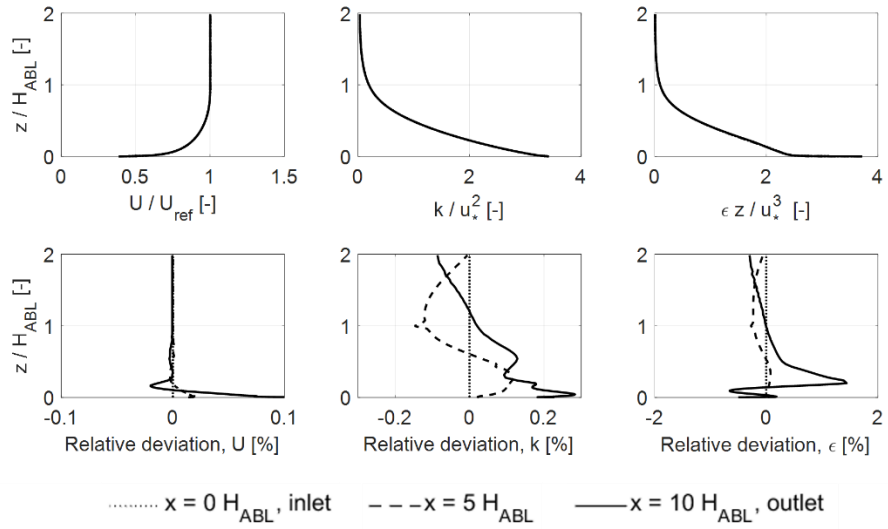 z / H_ABL [-]
2
1
0
0 0.5 1 1.5
U / U_ref [-]
2
1
0
0 2 4
k / u_⋆^2 [-]
2
1
0
0 2 4
ϵ z / u_⋆^3 [-]
z / H_ABL [-]
2
1
0
-0.1 0 0.1
Relative deviation, U [%]
2
1
0
-0.2 0 0.2
Relative deviation, k [%]
2
1
0
-2 0 2
Relative deviation, ϵ [%]
x = 0 H_ABL, inlet x = 5 H_ABL x = 10 H_ABL, outlet